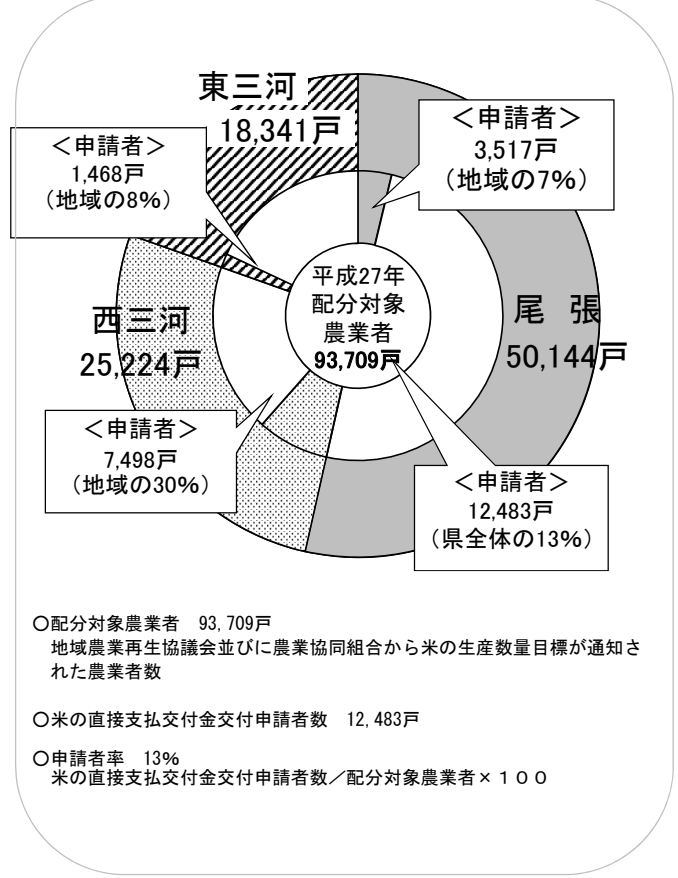 東三河
18,341戸
＜申請者＞
1,468戸
（地域の8%）
＜申請者＞
3,517戸
（地域の7%）
平成27年
配分対象
農業者
93,709戸
尾　張
50,144戸
西三河
25,224戸
＜申請者＞
7,498戸
（地域の30%）
＜申請者＞
12,483戸
（県全体の13%）
○配分対象農業者　93,709戸
地域農業再生協議会並びに農業協同組合から米の生産数量目標が通知さ
れた農業者数
○米の直接支払交付金交付申請者数　12,483戸
○申請者率　13%
米の直接支払交付金交付申請者数／配分対象農業者×１００